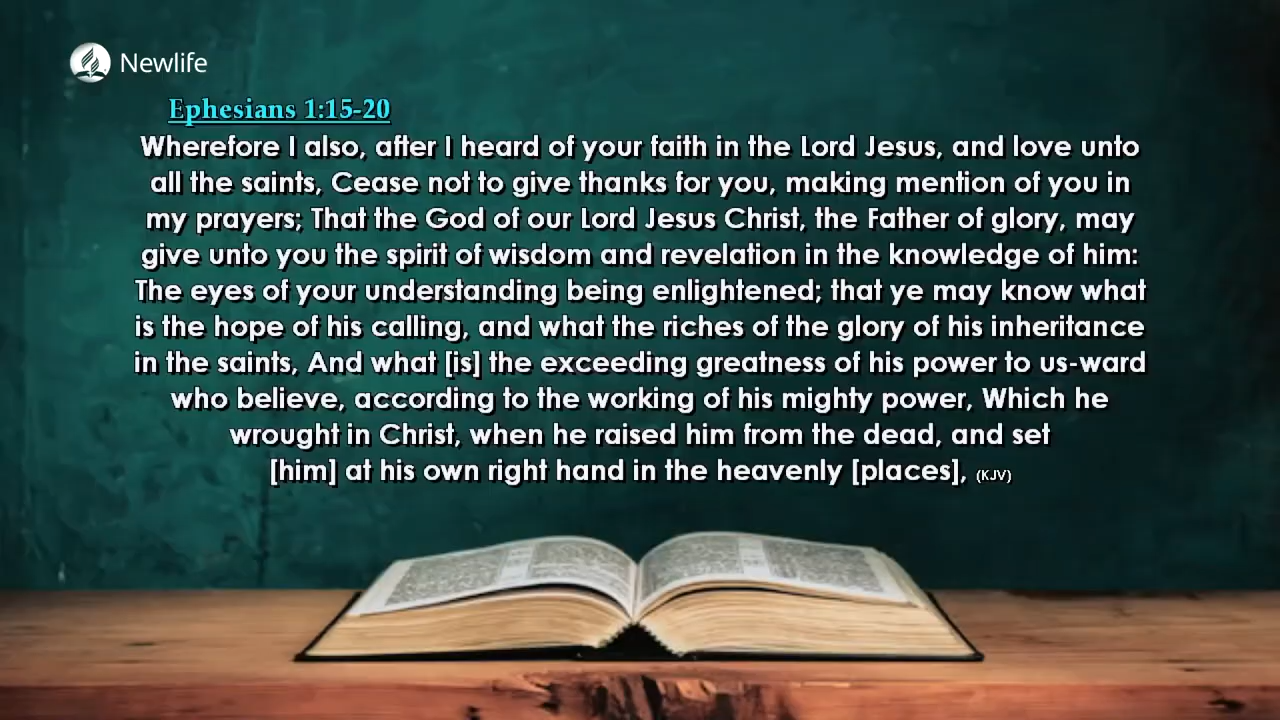 Newlife
Ephesians 1:15-20
Wherefore I also, after I heard of your faith in the Lord Jesus, and love unto
all the saints, Cease not to give thanks for you, making mention of you in
my prayers; That the God of our Lord Jesus Christ, the Father of glory, may
give unto you the spirit of wisdom and revelation in the knowledge of him:
The eyes of your understanding being enlightened; that ye may know what
is the hope of his calling, and what the riches of the glory of his inheritance
in the saints, And what [is] the exceeding greatness of his power to us-ward
who believe, according to the working of his mighty power, Which he
wrought in Christ, when he raised him from the dead, and set
[him] at his own right hand in the heavenly [places], (KJV)